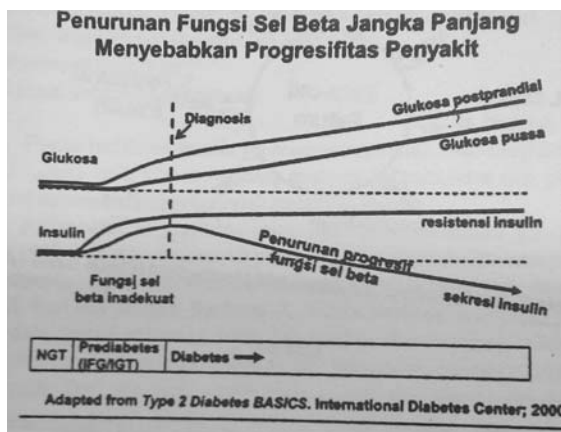 Penurunan Fungsi Sel Beta Jangka Panjang
Menyebabkan Progresifitas Penyakit
Glukosa postprandial
Diagnosis
Glukosa puasa
Glukosa
resistensi insulin
Insulin
Penurunan progresif
fungsi sel beta
Fungsi sel
beta inadekuat
sekresi insulin
NGT
Prediabetes
(IFG/IGT)
Diabetes
Adapted from Type 2 Diabetes BASICS. International Diabetes Center; 2000